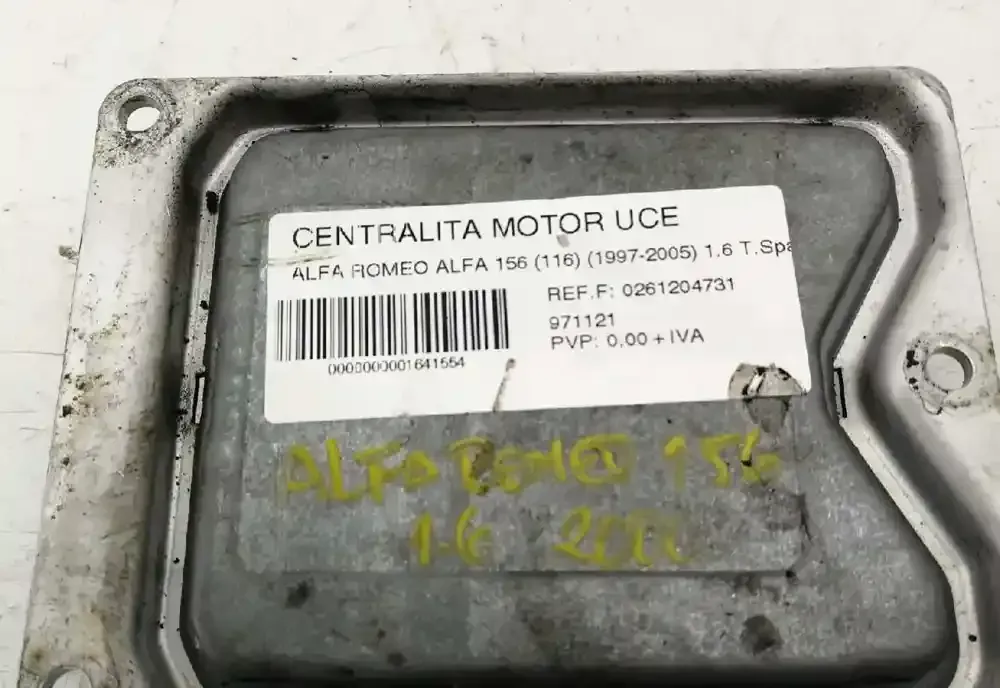 CENTRALITA MOTOR UCE
ALFA ROMEO ALFA 156 (116) (1997-2005) 1.6 T.Spa
REF.F: 0261204731
971121
PVP: 0,00 + IVA
0000000001641554
ALFA ROMEO 156
1.6 2000